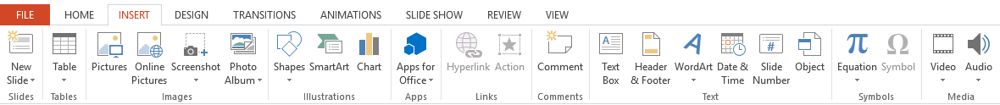 FILE HOME INSERT DESIGN TRANSITIONS ANIMATIONS SLIDE SHOW REVIEW VIEW
New Table Pictures Online Screenshot Photo Shapes SmartArt Chart Apps for Hyperlink Action Comment Text Header WordArt Date & Slide Object Equation Symbol Video Audio
Slide Pictures Album Office Box & Footer Time Number
Slides Tables Images Illustrations Apps Links Comments Text Symbols Media